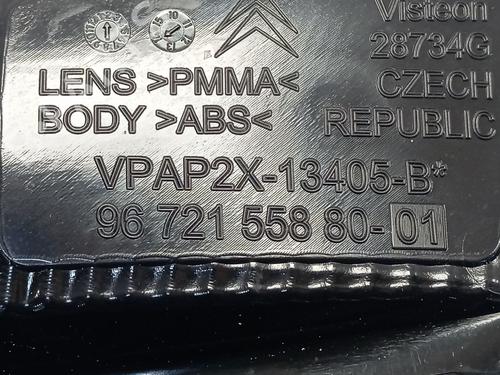 Visteon
28734G
LENS >PMMA< CZECH
BODY >ABS< REPUBLIC
VPAP2X-13405-B*
96 721 558 80-01